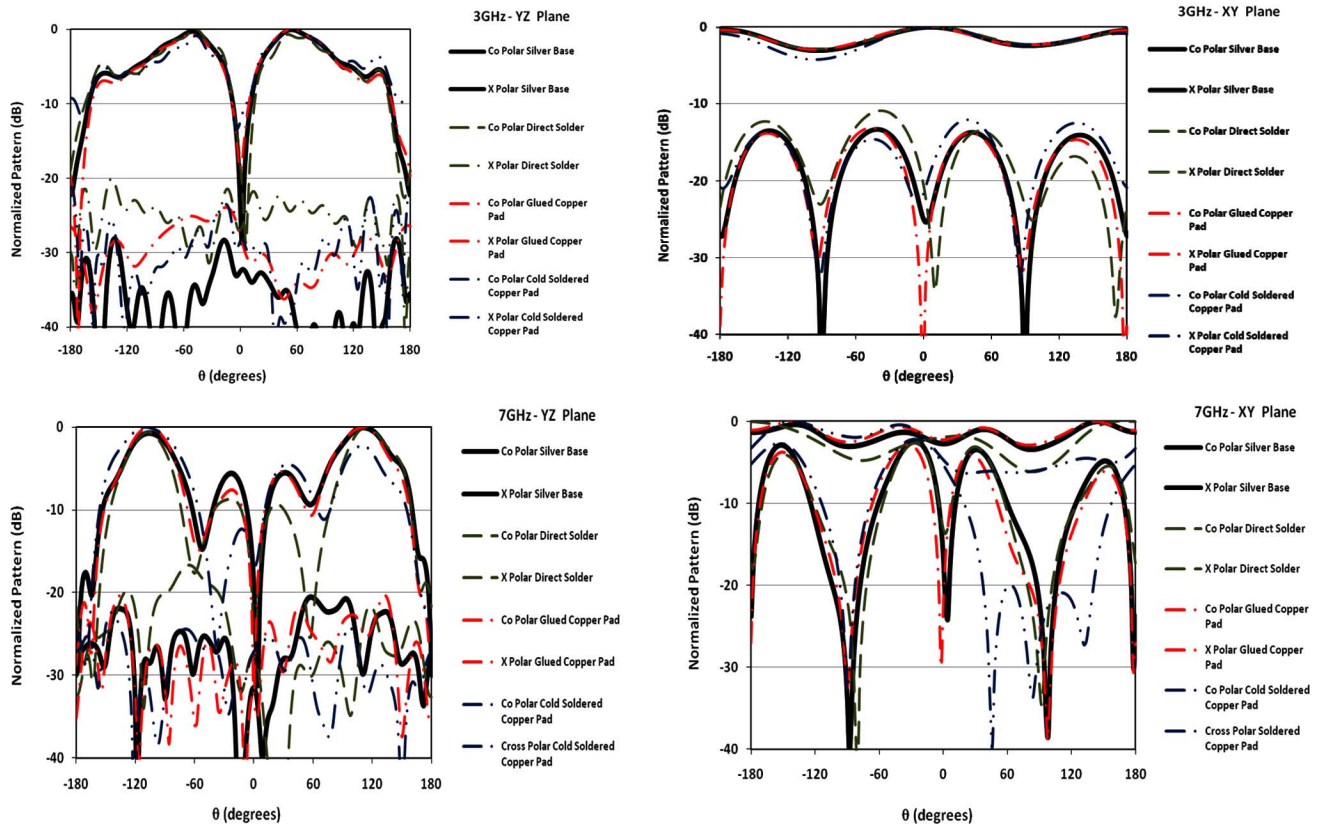 3GHz - YZ Plane
0
-10
-20
-30
-40
-180
-120
-60
0
60
120
180
Normalized Pattern (dB)
θ (degrees)
Co Polar Silver Base
X Polar Silver Base
Co Polar Direct Solder
X Polar Direct Solder
Co Polar Glued Copper
Pad
X Polar Glued Copper
Pad
Co Polar Cold Soldered
Copper Pad
X Polar Cold Soldered
Copper Pad
3GHz - XY Plane
0
-10
-20
-30
-40
-180
-120
-60
0
60
120
180
Normalized Pattern (dB)
θ (degrees)
Co Polar Silver Base
X Polar Silver Base
Co Polar Direct Solder
X Polar Direct Solder
Co Polar Glued Copper
Pad
X Polar Glued Copper
Pad
Co Polar Cold Soldered
Copper Pad
X Polar Cold Soldered
Copper Pad
7GHz - YZ Plane
0
-10
-20
-30
-40
-180
-120
-60
0
60
120
180
Normalized Pattern (dB)
θ (degrees)
Co Polar Silver Base
X Polar Silver Base
Co Polar Direct Solder
X Polar Direct Solder
Co Polar Glued Copper Pad
X Polar Glued Copper Pad
Co Polar Cold Soldered
Copper Pad
Cross Polar Cold Soldered
Copper Pad
7GHz - XY Plane
0
-10
-20
-30
-40
-180
-120
-60
0
60
120
180
Normalized Pattern (dB)
θ (degrees)
Co Polar Silver Base
X Polar Silver Base
Co Polar Direct Solder
X Polar Direct Solder
Co Polar Glued Copper
Pad
X Polar Glued Copper
Pad
Co Polar Cold Soldered
Copper Pad
Cross Polar Cold Soldered
Copper Pad